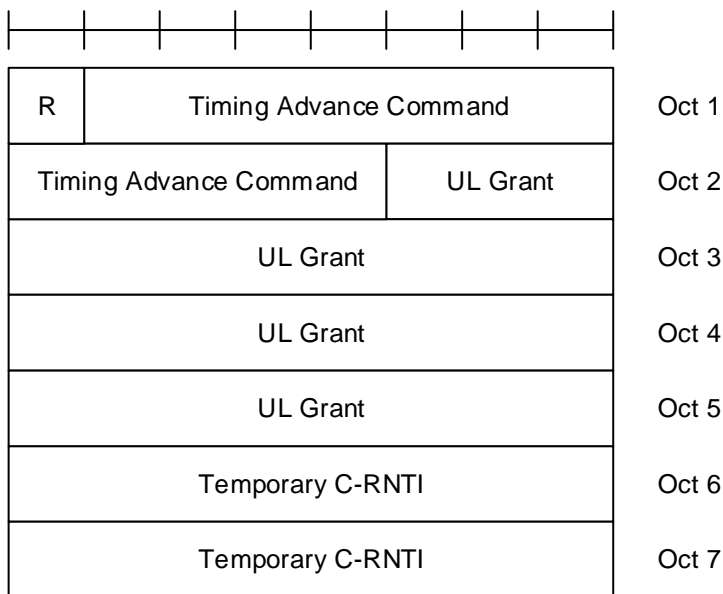 R Timing Advance Command Oct 1
Timing Advance Command UL Grant Oct 2
UL Grant Oct 3
UL Grant Oct 4
UL Grant Oct 5
Temporary C-RNTI Oct 6
Temporary C-RNTI Oct 7